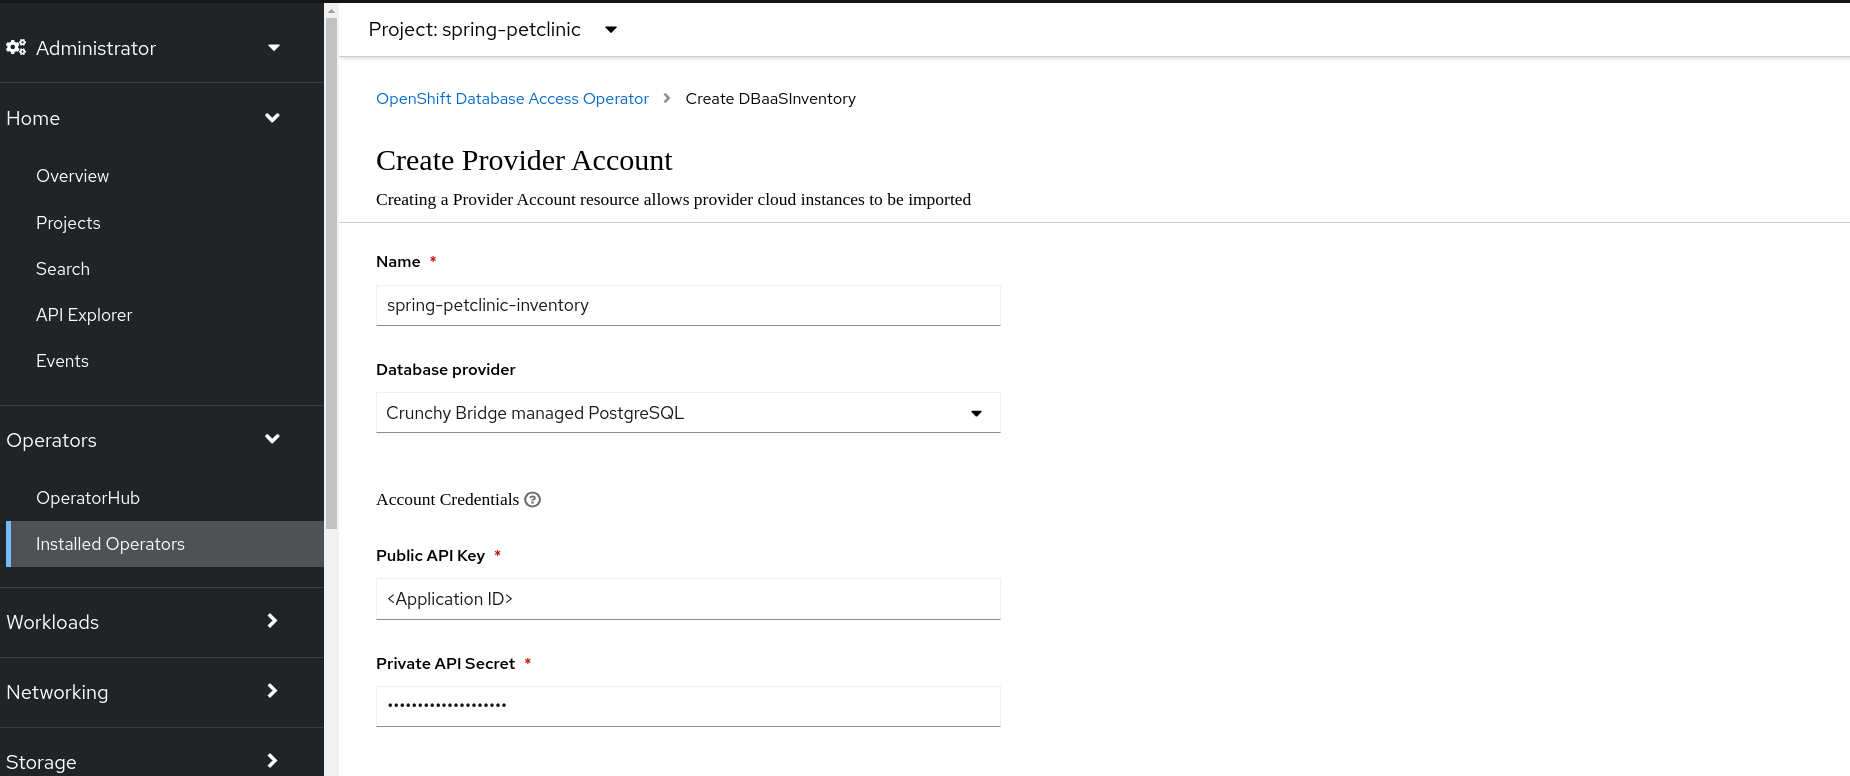 Administrator
Home
Overview
Projects
Search
API Explorer
Events
Operators
OperatorHub
Installed Operators
Workloads
Networking
Storage
Project: spring-petclinic
OpenShift Database Access Operator > Create DBaaSInventory
Create Provider Account
Creating a Provider Account resource allows provider cloud instances to be imported
Name *
spring-petclinic-inventory
Database provider
Crunchy Bridge managed PostgreSQL
Account Credentials ?
Public API Key *
<Application ID>
Private API Secret *
••••••••••••••••••••